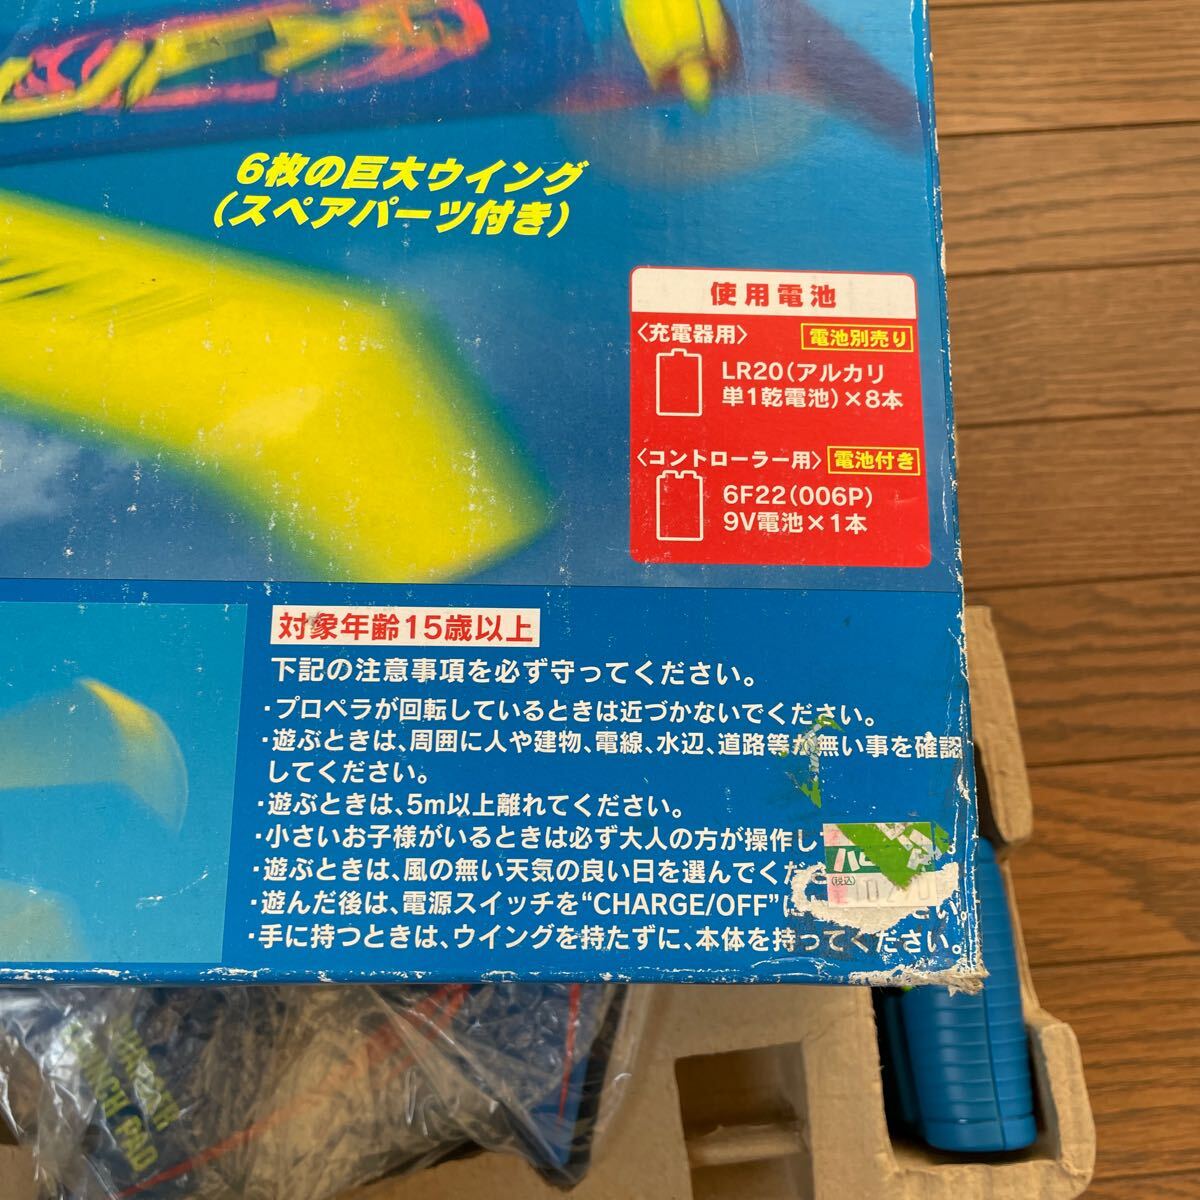 6枚の巨大ウイング
(スペアパーツ付き)
使用電池
〈充電器用〉 電池別売り
LR20(アルカリ
単1乾電池)×8本
〈コントローラー用〉 電池付き
6F22(006P)
9V電池×1本
対象年齢15歳以上
下記の注意事項を必ず守ってください。
・プロペラが回転しているときは近づかないでください。
・遊ぶときは、周囲に人や建物、電線、水辺、道路等が無い事を確認
してください。
・遊ぶときは、5m以上離れてください。
・小さいお子様がいるときは必ず大人の方が操作し
・遊ぶときは、風の無い天気の良い日を選んでくださ
・遊んだ後は、電源スイッチを“CHARGE/OFF”に さい。
・手に持つときは、ウイングを持たずに、本体を持ってください。
(税込)
PAD